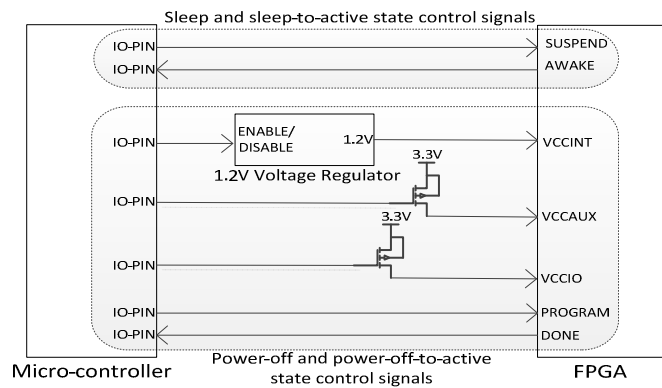 Sleep and sleep-to-active state control signals
IO-PIN SUSPEND
IO-PIN AWAKE
ENABLE/
DISABLE
1.2V
IO-PIN VCCINT
1.2V Voltage Regulator
3.3V
IO-PIN VCCAUX
3.3V
IO-PIN VCCIO
IO-PIN PROGRAM
IO-PIN DONE
Micro-controller
Power-off and power-off-to-active
state control signals
FPGA